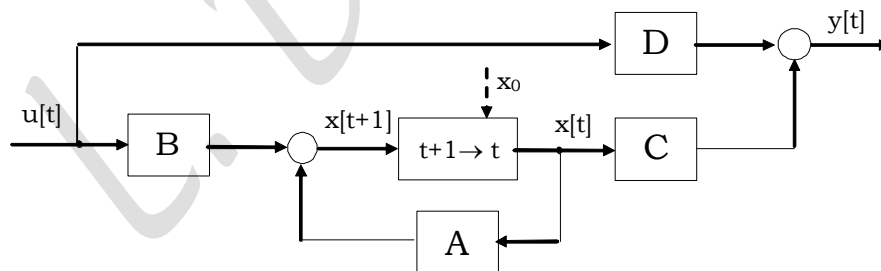 D
y[t]
x₀
u[t]
B
x[t+1]
t+1→ t
x[t]
C
A